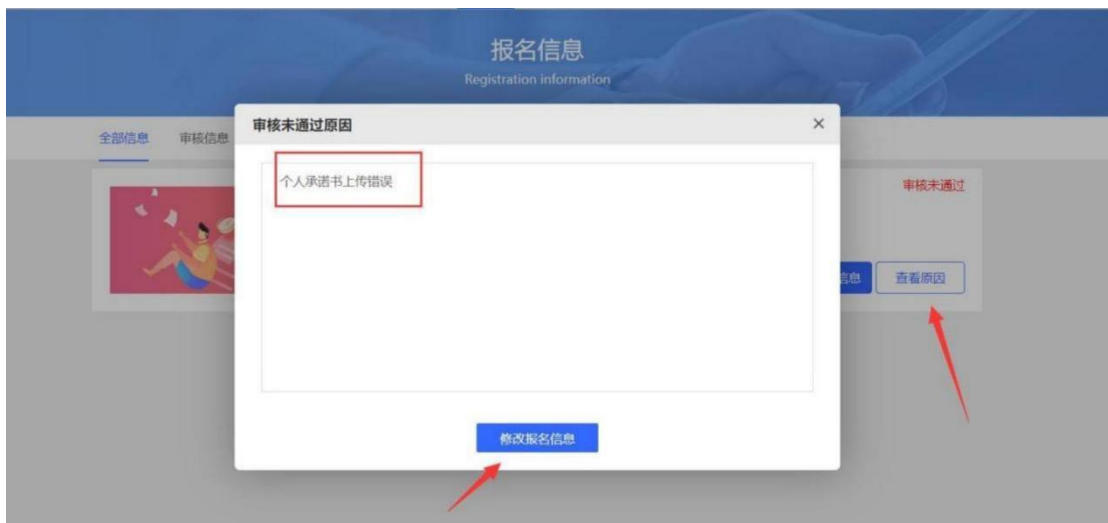 报名信息
Registration information
审核未通过原因
全部信息 审核信息
个人承诺书上传错误
审核未通过
信息 查看原因
修改报名信息